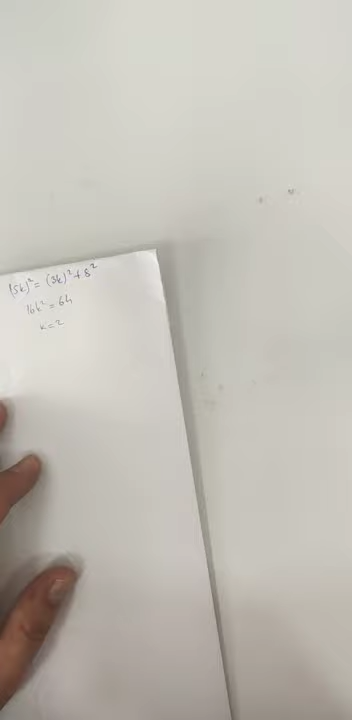 (5k)² = (3k)² + 8²
16k² = 64
k = 2